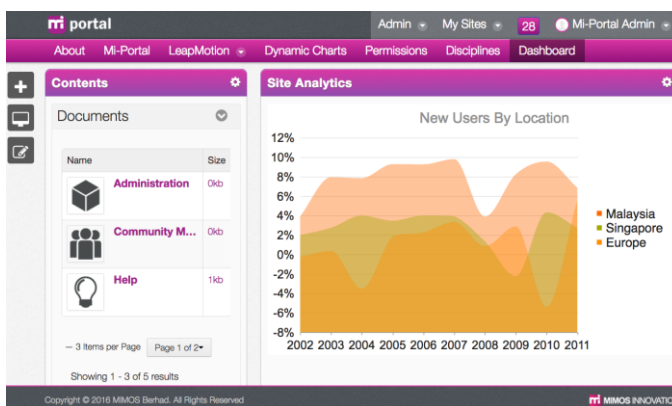 mi portal
Admin My Sites 28 Mi-Portal Admin
About Mi-Portal LeapMotion Dynamic Charts Permissions Disciplines Dashboard
Contents
Documents
Name Size
Administration 0kb
Community M... 0kb
Help 1kb
— 3 Items per Page Page 1 of 2
Showing 1 - 3 of 5 results
Site Analytics
New Users By Location
12%
10%
8%
6%
4%
2%
0%
-2%
-4%
-6%
-8%
2002 2003 2004 2005 2006 2007 2008 2009 2010 2011
Malaysia
Singapore
Europe
Copyright © 2016 MIMOS Berhad. All Rights Reserved
mi MIMOS